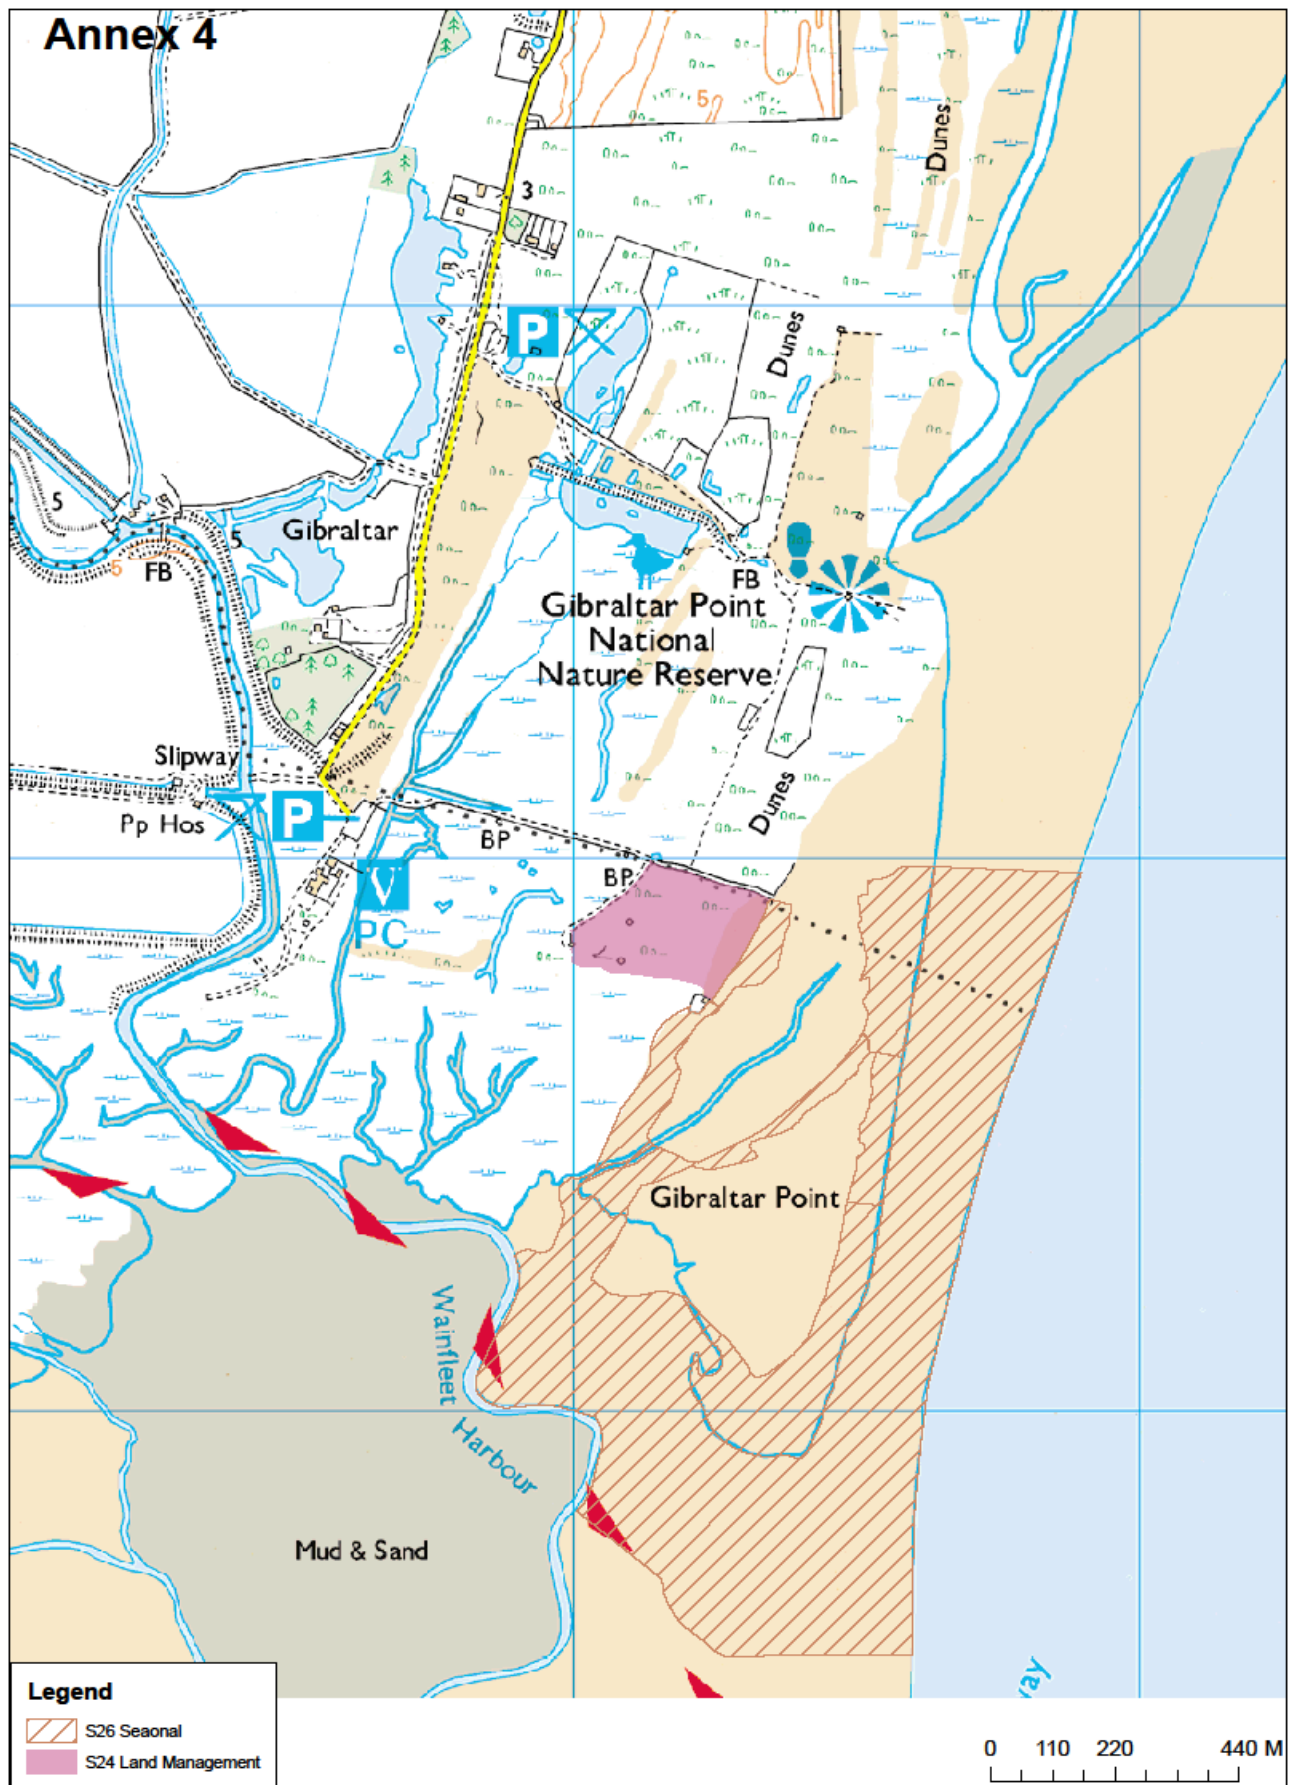 Annex 4
5
Dunes
3
P
Dunes
5
Gibraltar
5
5
FB
FB
Gibraltar Point
National
Nature Reserve
Slipway
P
Pp Hos
Dunes
BP
BP
V
PC
Gibraltar Point
Wainfleet Harbour
Mud & Sand
way
Legend
S26 Seaonal
S24 Land Management
0 110 220 440 M